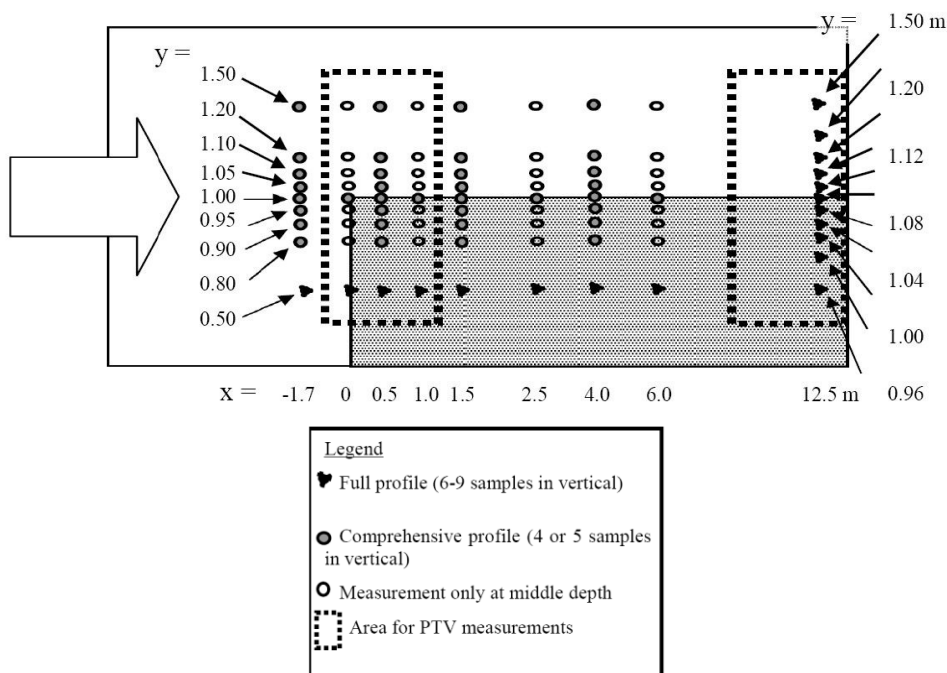 y =
y = 1.50 m
1.50
1.20
1.20
1.10
1.05
1.12
1.00
0.95
1.08
0.90
0.80
1.04
0.50
1.00
x = -1.7 0 0.5 1.0 1.5 2.5 4.0 6.0 12.5 m 0.96
Legend
Full profile (6-9 samples in vertical)
Comprehensive profile (4 or 5 samples
in vertical)
Measurement only at middle depth
Area for PTV measurements